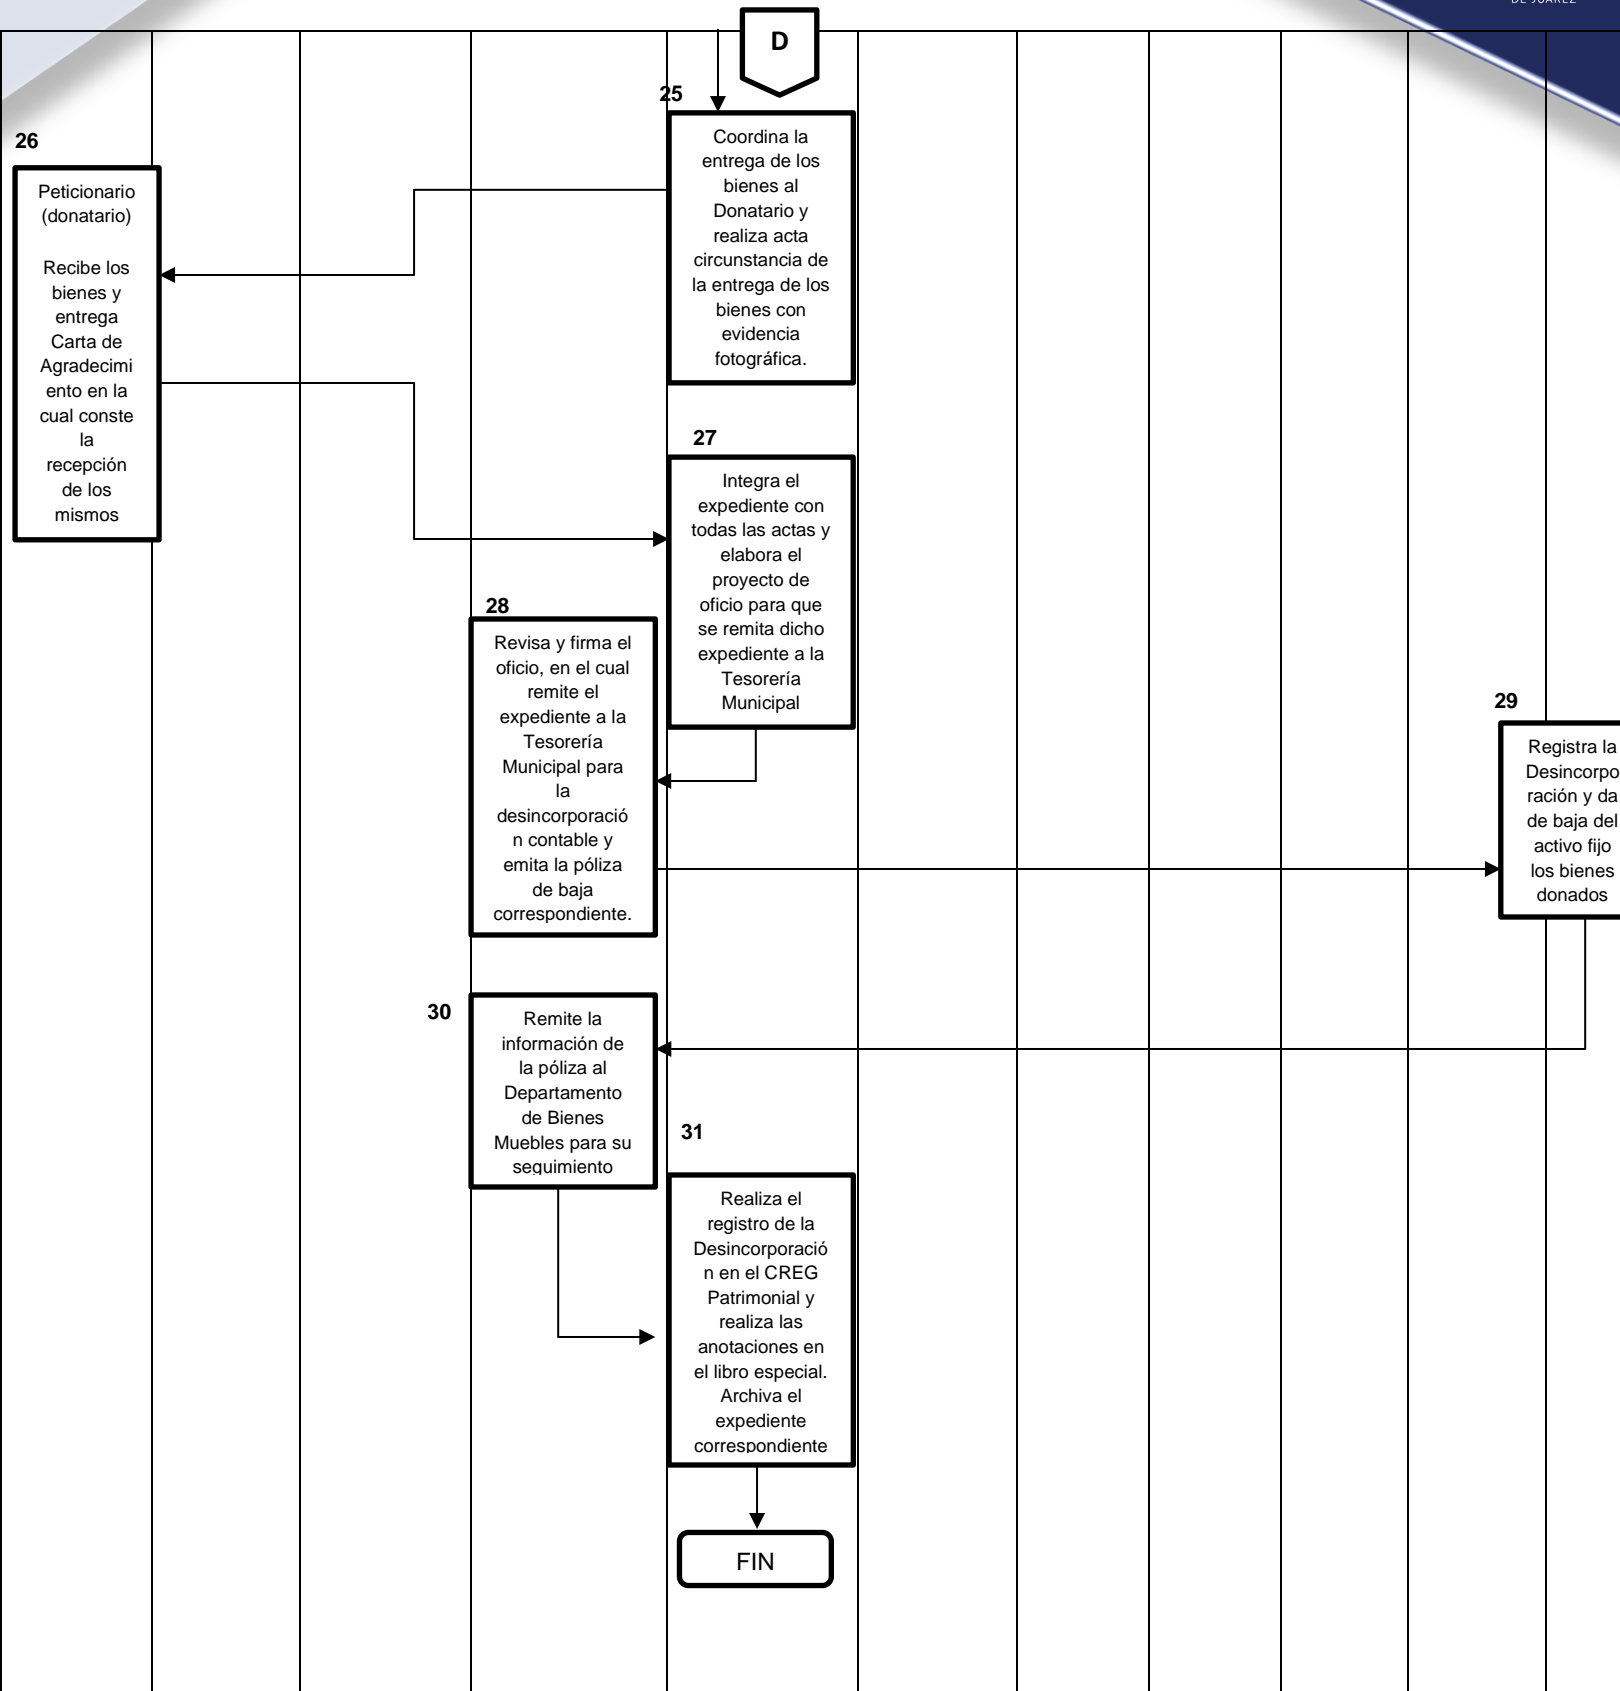 DE JUÁREZ
D
25
Coordina la
entrega de los
bienes al
Donatario y
realiza acta
circunstancia de
la entrega de los
bienes con
evidencia
fotográfica.
26
Peticionario
(donatario)
Recibe los
bienes y
entrega
Carta de
Agradecimi
ento en la
cual conste
la
recepción
de los
mismos
27
Integra el
expediente con
todas las actas y
elabora el
proyecto de
oficio para que
se remita dicho
expediente a la
Tesorería
Municipal
28
Revisa y firma el
oficio, en el cual
remite el
expediente a la
Tesorería
Municipal para
la
desincorporació
n contable y
emita la póliza
de baja
correspondiente.
29
Registra la
Desincorpo
ración y da
de baja del
activo fijo
los bienes
donados
30
Remite la
información de
la póliza al
Departamento
de Bienes
Muebles para su
seguimiento
31
Realiza el
registro de la
Desincorporació
n en el CREG
Patrimonial y
realiza las
anotaciones en
el libro especial.
Archiva el
expediente
correspondiente
FIN